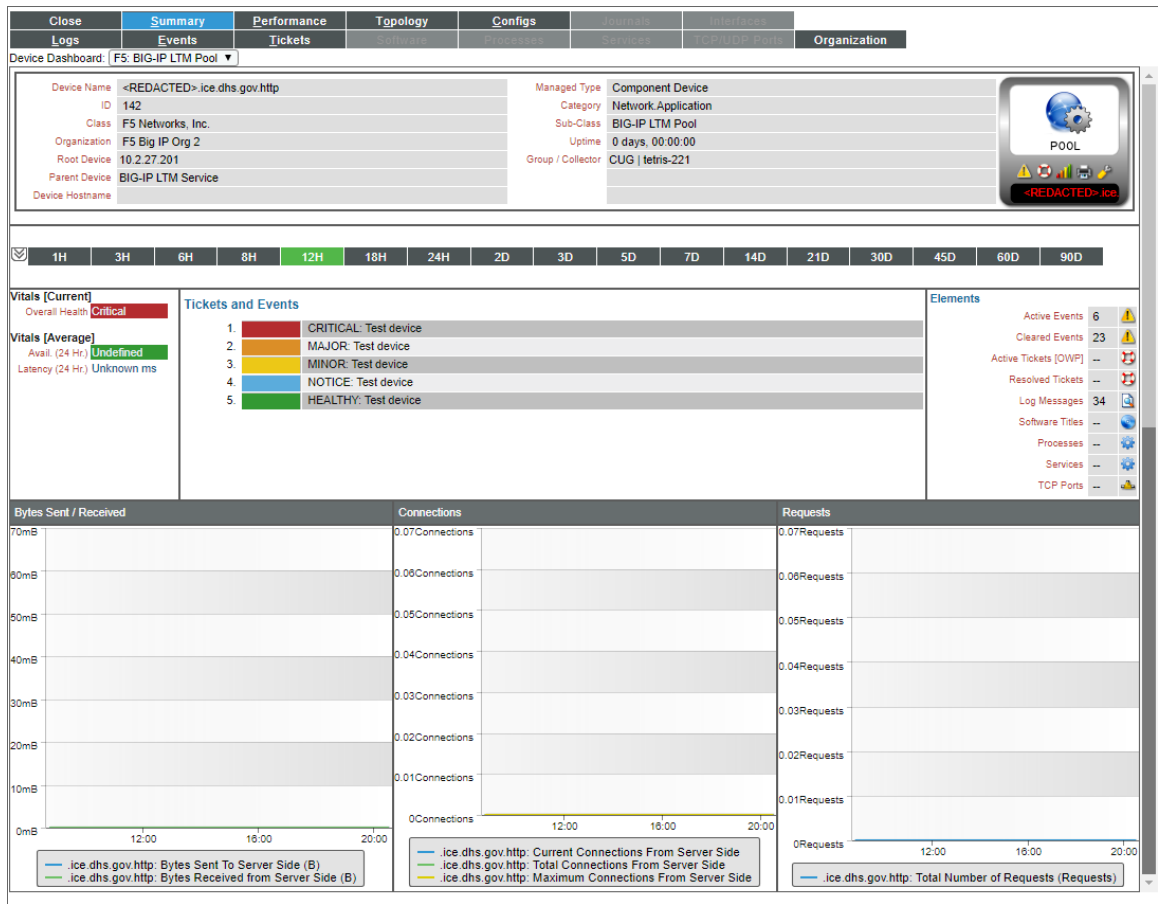 Close Summary Performance Topology Configs Journals Interfaces
Logs Events Tickets Software Processes Services TCP/UDP Ports Organization
Device Dashboard: F5: BIG-IP LTM Pool ▼
Device Name <REDACTED>.ice.dhs.gov.http Managed Type Component Device
ID 142 Category Network.Application
Class F5 Networks, Inc. Sub-Class BIG-IP LTM Pool
Organization F5 Big IP Org 2 Uptime 0 days, 00:00:00
Root Device 10.2.27.201 Group / Collector CUG | tetris-221
Parent Device BIG-IP LTM Service
Device Hostname
POOL
<REDACTED>.ice.
1H 3H 6H 8H 12H 18H 24H 2D 3D 5D 7D 14D 21D 30D 45D 60D 90D
Vitals [Current]
Overall Health Critical
Vitals [Average]
Avail. (24 Hr.) Undefined
Latency (24 Hr.) Unknown ms
Tickets and Events
1. CRITICAL: Test device
2. MAJOR: Test device
3. MINOR: Test device
4. NOTICE: Test device
5. HEALTHY: Test device
Elements
Active Events 6
Cleared Events 23
Active Tickets [OWP] --
Resolved Tickets --
Log Messages 34
Software Titles --
Processes --
Services --
TCP Ports --
Bytes Sent / Received
70mB
60mB
50mB
40mB
30mB
20mB
10mB
0mB
12:00 16:00 20:00
.ice.dhs.gov.http: Bytes Sent To Server Side (B)
.ice.dhs.gov.http: Bytes Received from Server Side (B)
Connections
0.07Connections
0.06Connections
0.05Connections
0.04Connections
0.03Connections
0.02Connections
0.01Connections
0Connections
12:00 16:00 20:00
.ice.dhs.gov.http: Current Connections From Server Side
.ice.dhs.gov.http: Total Connections From Server Side
.ice.dhs.gov.http: Maximum Connections From Server Side
Requests
0.07Requests
0.06Requests
0.05Requests
0.04Requests
0.03Requests
0.02Requests
0.01Requests
0Requests
12:00 16:00 20:00
.ice.dhs.gov.http: Total Number of Requests (Requests)